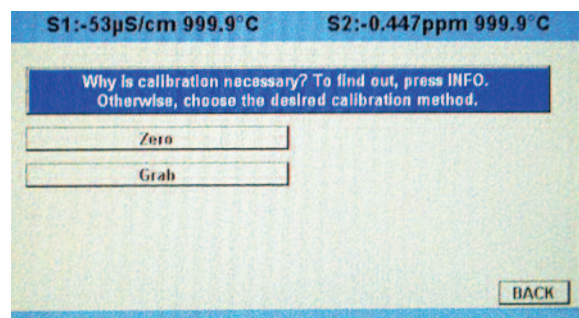 S1:-53µS/cm 999.9°C S2:-0.447ppm 999.9°C
Why is calibration necessary? To find out, press INFO.
Otherwise, choose the desired calibration method.
Zero
Grab
BACK